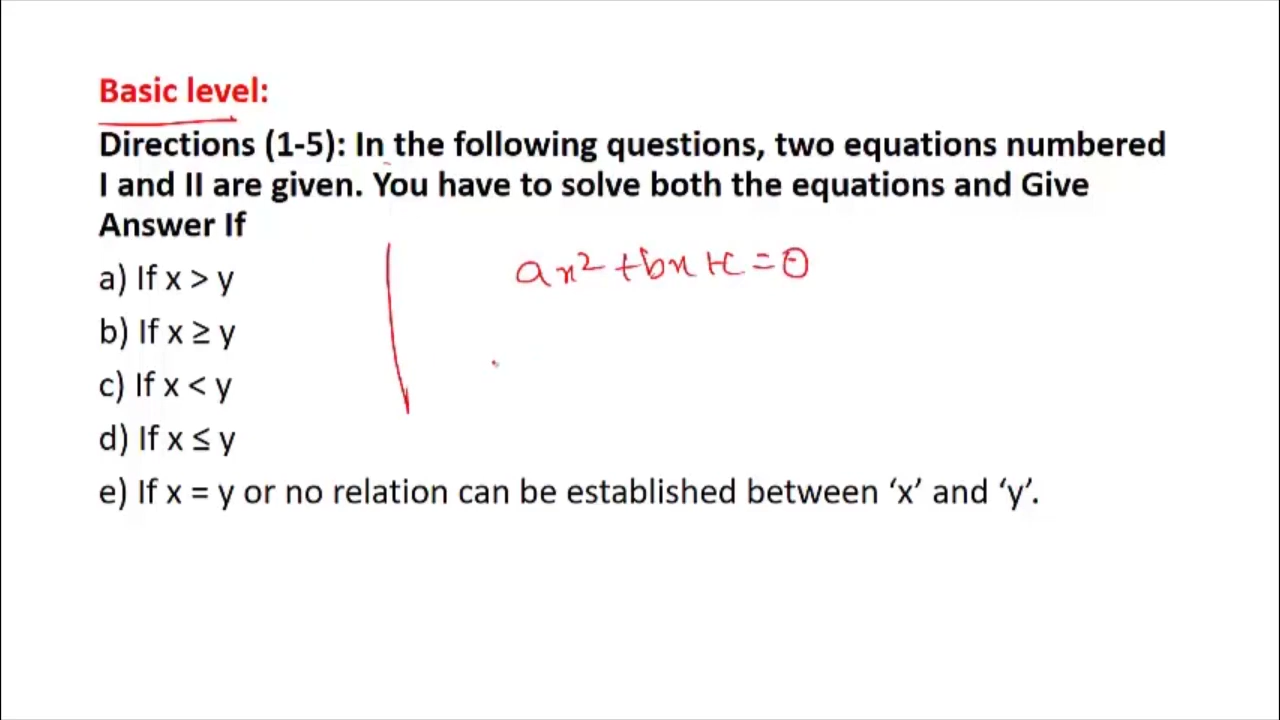 Basic level:
Directions (1-5): In the following questions, two equations numbered
I and II are given. You have to solve both the equations and Give
Answer If
a) If x > y
ax² + bx + c = 0
b) If x ≥ y
c) If x < y
d) If x ≤ y
e) If x = y or no relation can be established between ‘x’ and ‘y’.